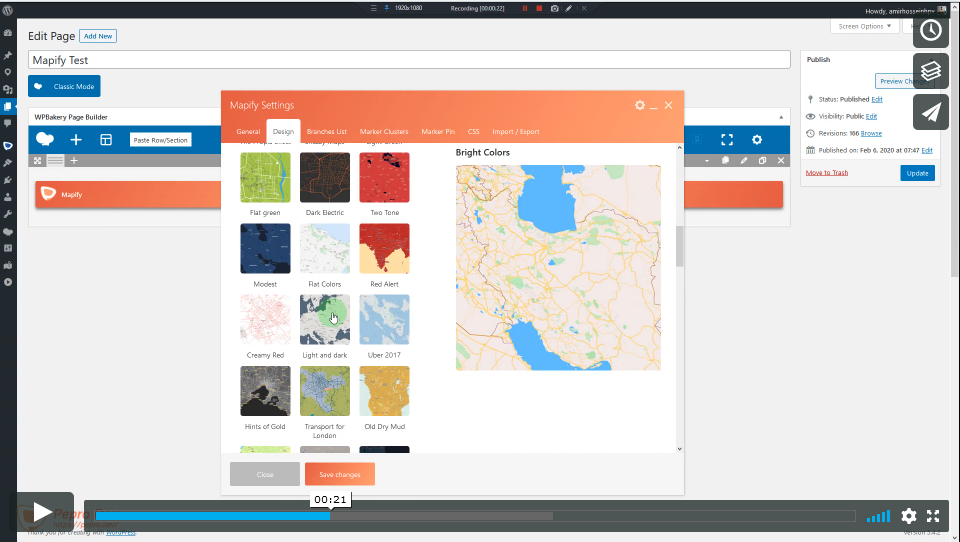 1920x1080
Recording [00:00:22]
Howdy, amirhosseinhpv
Edit Page
Add New
Screen Options
Mapify Test
Classic Mode
WPBakery Page Builder
Paste Row/Section
Mapify
Mapify Settings
General
Design
Branches List
Marker Clusters
Marker Pin
CSS
Import / Export
Flat green
Dark Electric
Two Tone
Modest
Flat Colors
Red Alert
Creamy Red
Light and dark
Uber 2017
Hints of Gold
Transport for
London
Old Dry Mud
Bright Colors
Close
Save changes
Publish
Preview Changes
Status: Published Edit
Visibility: Public Edit
Revisions: 166 Browse
Published on: Feb 6, 2020 at 07:47 Edit
Move to Trash
Update
00:21
Pepro
Thank you for creating with WordPress.
Version 5.4.2